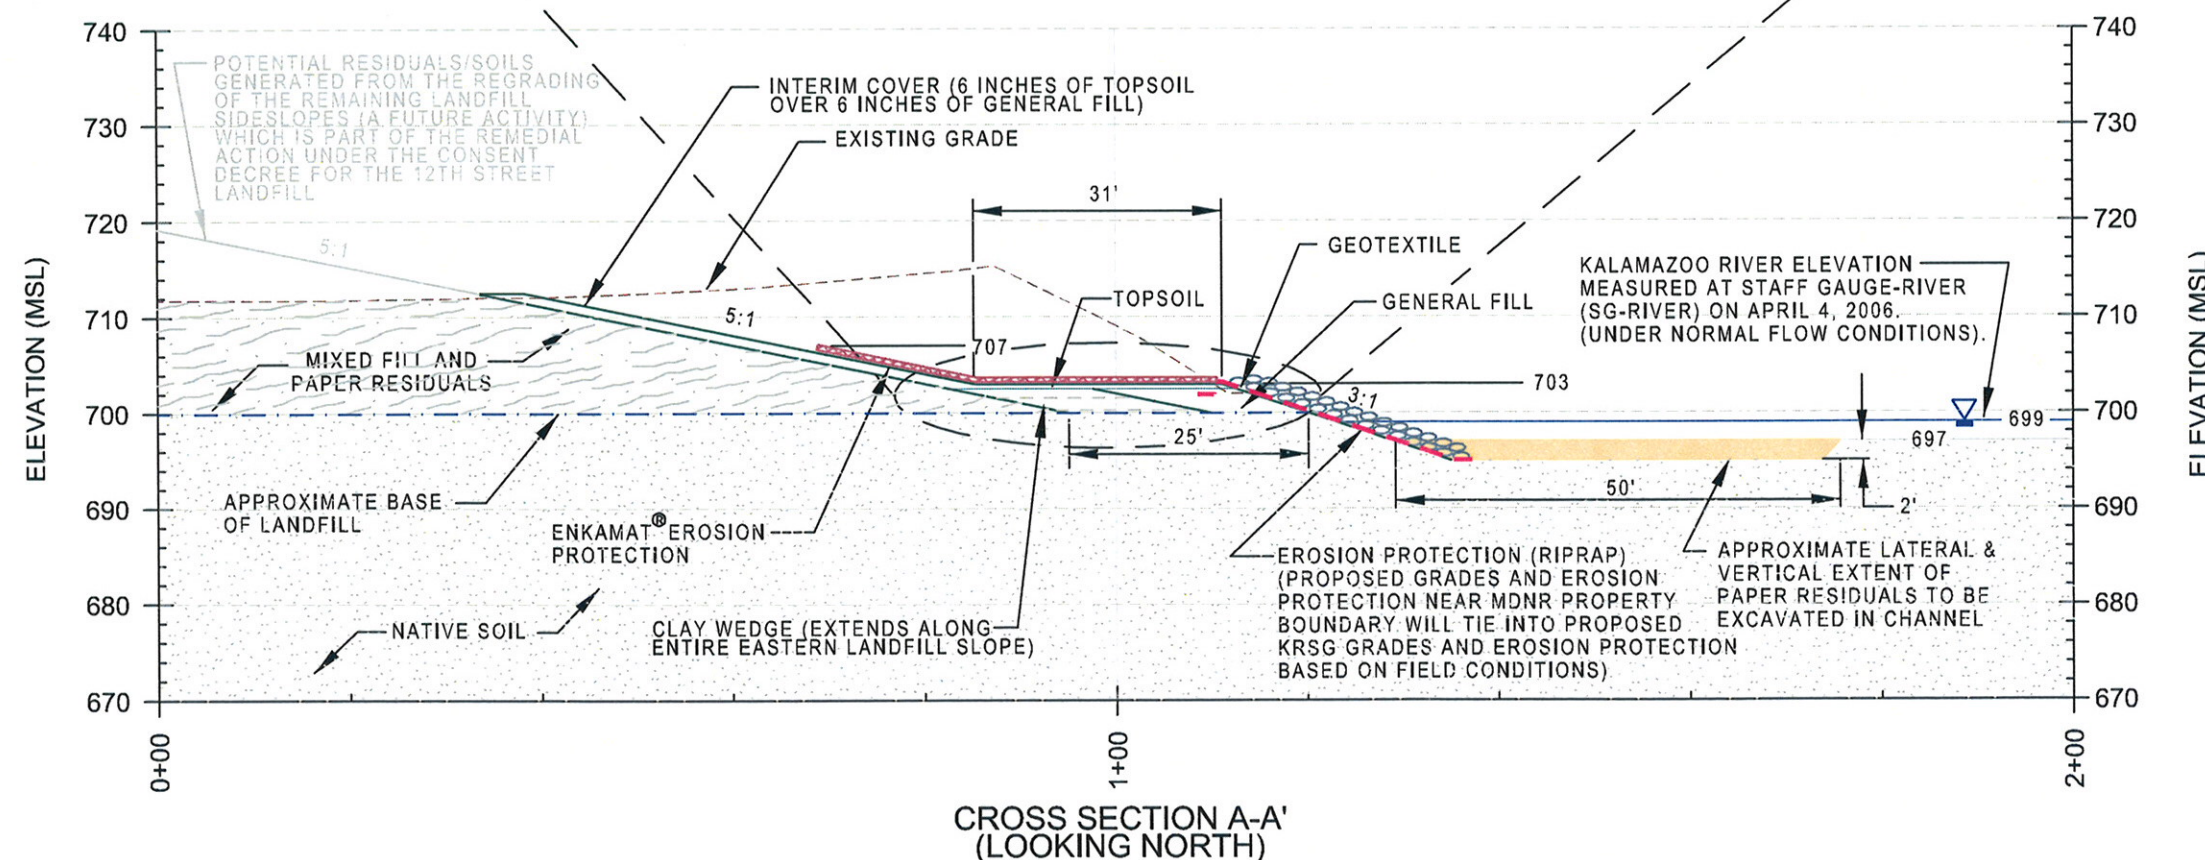 740
730
720
710
700
690
680
670
ELEVATION (MSL)
POTENTIAL RESIDUALS/SOILS
GENERATED FROM THE REGRADING
OF THE REMAINING LANDFILL
SIDESLOPES (A FUTURE ACTIVITY)
WHICH IS PART OF THE REMEDIAL
ACTION UNDER THE CONSENT
DECREE FOR THE 12TH STREET
LANDFILL
5:1
INTERIM COVER (6 INCHES OF TOPSOIL
OVER 6 INCHES OF GENERAL FILL)
EXISTING GRADE
31'
GEOTEXTILE
TOPSOIL
GENERAL FILL
KALAMAZOO RIVER ELEVATION
MEASURED AT STAFF GAUGE-RIVER
(SG-RIVER) ON APRIL 4, 2006.
(UNDER NORMAL FLOW CONDITIONS).
5:1
707
703
3:1
MIXED FILL AND
PAPER RESIDUALS
25'
699
697
50'
2'
APPROXIMATE BASE
OF LANDFILL
ENKAMAT® EROSION
PROTECTION
NATIVE SOIL
CLAY WEDGE (EXTENDS ALONG
ENTIRE EASTERN LANDFILL SLOPE)
EROSION PROTECTION (RIPRAP)
(PROPOSED GRADES AND EROSION
PROTECTION NEAR MDNR PROPERTY
BOUNDARY WILL TIE INTO PROPOSED
KRSG GRADES AND EROSION PROTECTION
BASED ON FIELD CONDITIONS)
APPROXIMATE LATERAL &
VERTICAL EXTENT OF
PAPER RESIDUALS TO BE
EXCAVATED IN CHANNEL
740
730
720
710
700
690
680
670
ELEVATION (MSL)
0+00
1+00
2+00
CROSS SECTION A-A'
(LOOKING NORTH)